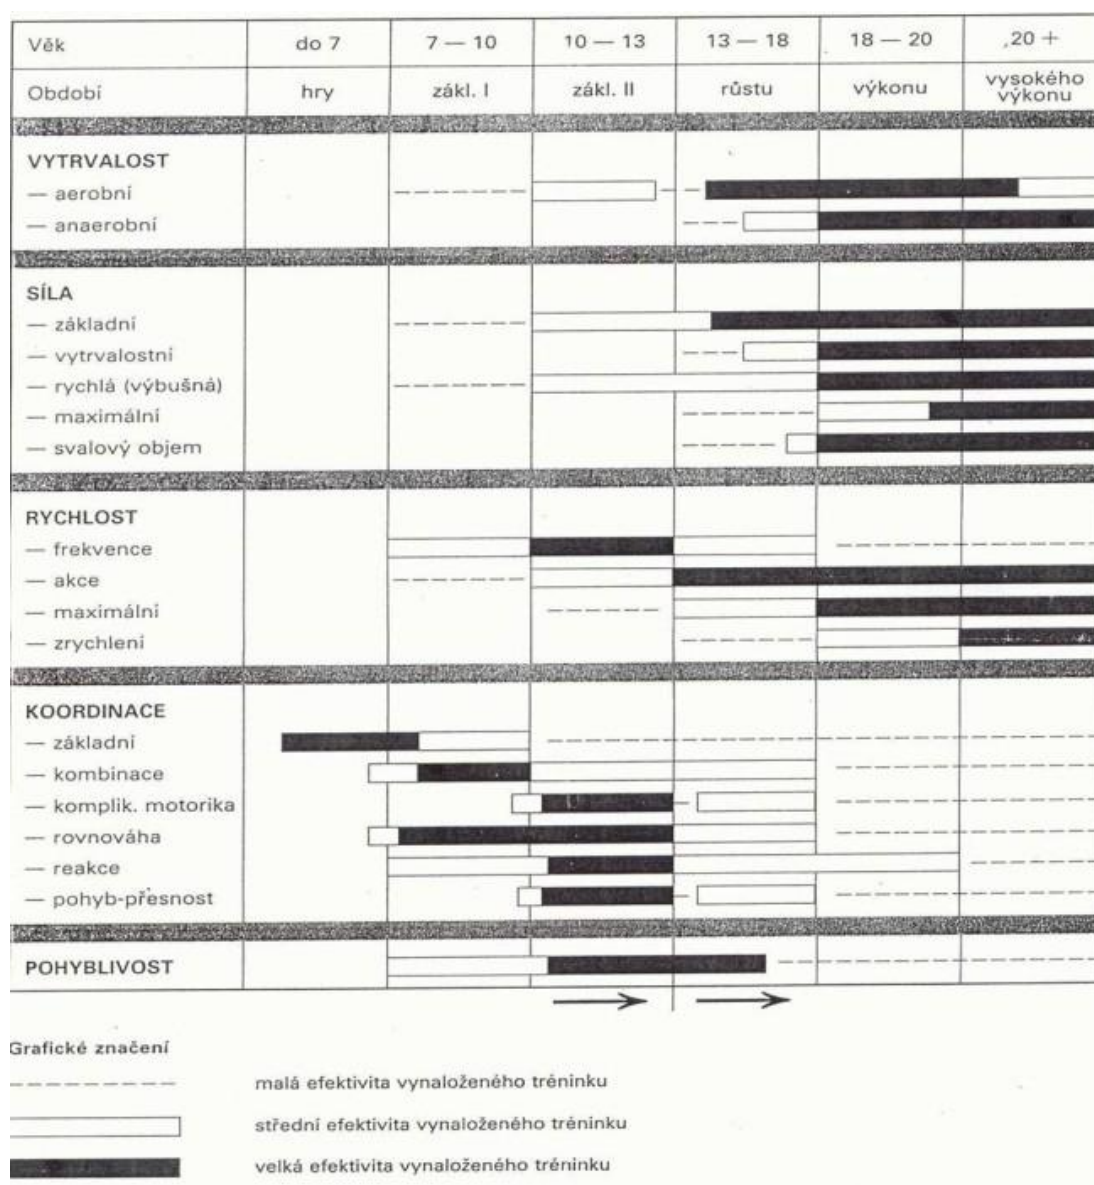 Věk do 7 7 — 10 10 — 13 13 — 18 18 — 20 ,20 +
Období hry zákl. I zákl. II růstu výkonu vysokého výkonu
VYTRVALOST
— aerobní
— anaerobní
SÍLA
— základní
— vytrvalostní
— rychlá (výbušná)
— maximální
— svalový objem
RYCHLOST
— frekvence
— akce
— maximální
— zrychlení
KOORDINACE
— základní
— kombinace
— komplik. motorika
— rovnováha
— reakce
— pohyb-přesnost
POHYBLIVOST
Grafické značení
malá efektivita vynaloženého tréninku
střední efektivita vynaloženého tréninku
velká efektivita vynaloženého tréninku